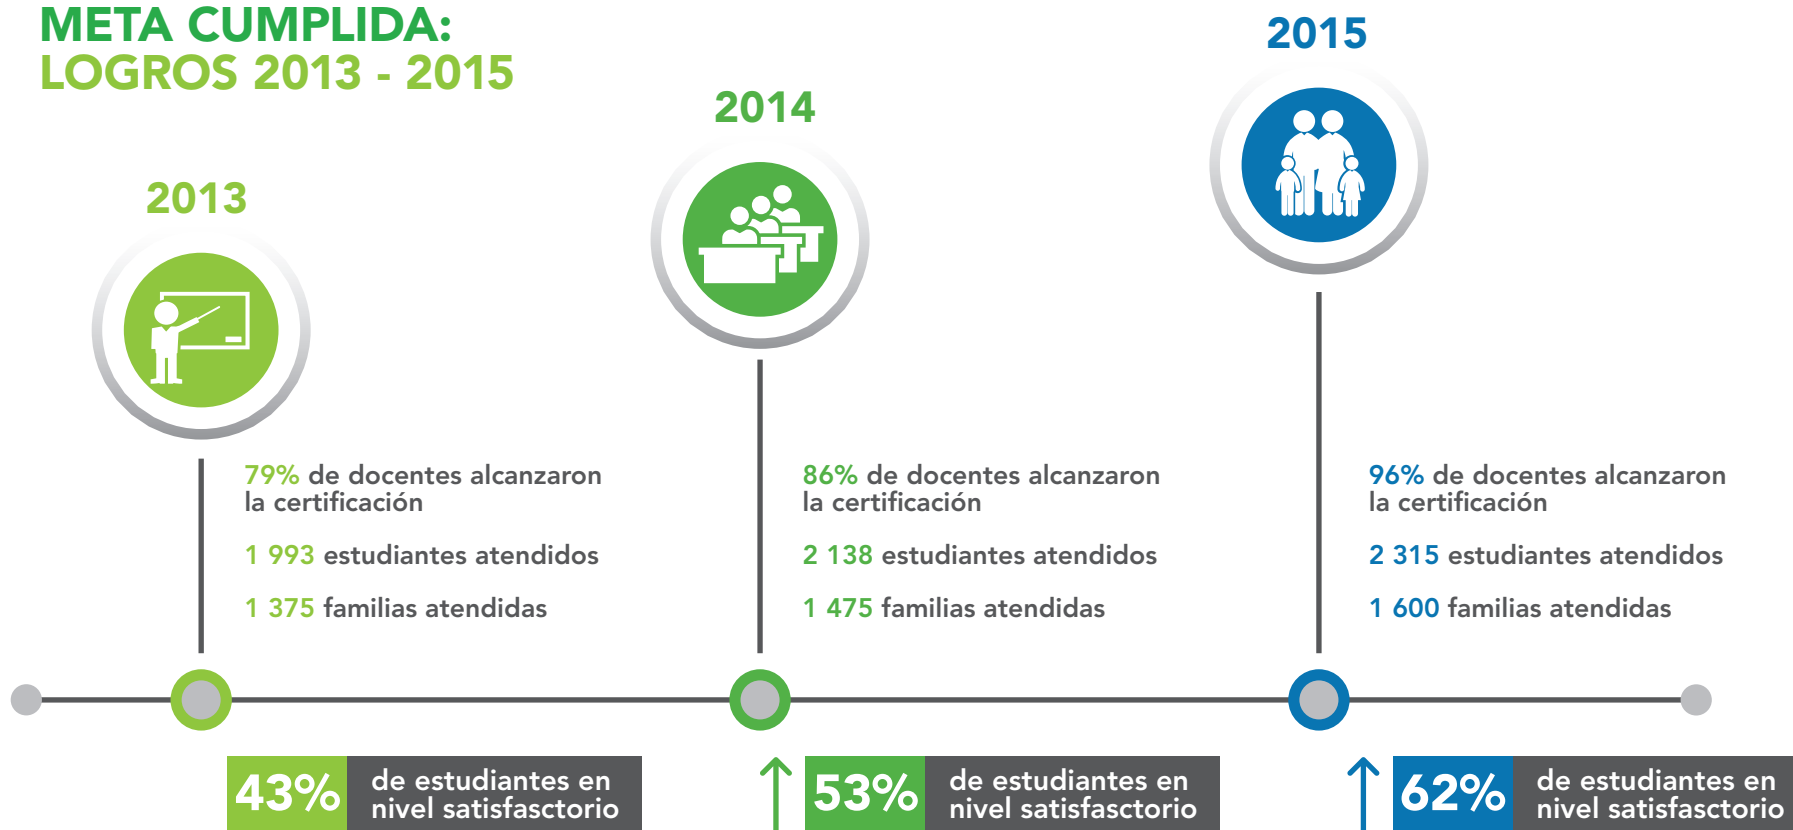 META CUMPLIDA:
LOGROS 2013 - 2015
2013
79% de docentes alcanzaron
la certificación
1 993 estudiantes atendidos
1 375 familias atendidas
43%
de estudiantes en
nivel satisfasctorio
2014
86% de docentes alcanzaron
la certificación
2 138 estudiantes atendidos
1 475 familias atendidas
53%
de estudiantes en
nivel satisfasctorio
2015
96% de docentes alcanzaron
la certificación
2 315 estudiantes atendidos
1 600 familias atendidas
62%
de estudiantes en
nivel satisfasctorio